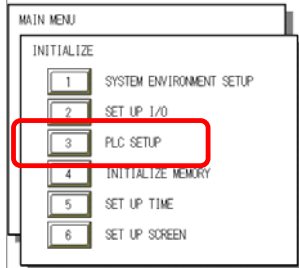 MAIN MENU
INITIALIZE
1 SYSTEM ENVIRONMENT SETUP
2 SET UP I/O
3 PLC SETUP
4 INITIALIZE MEMORY
5 SET UP TIME
6 SET UP SCREEN